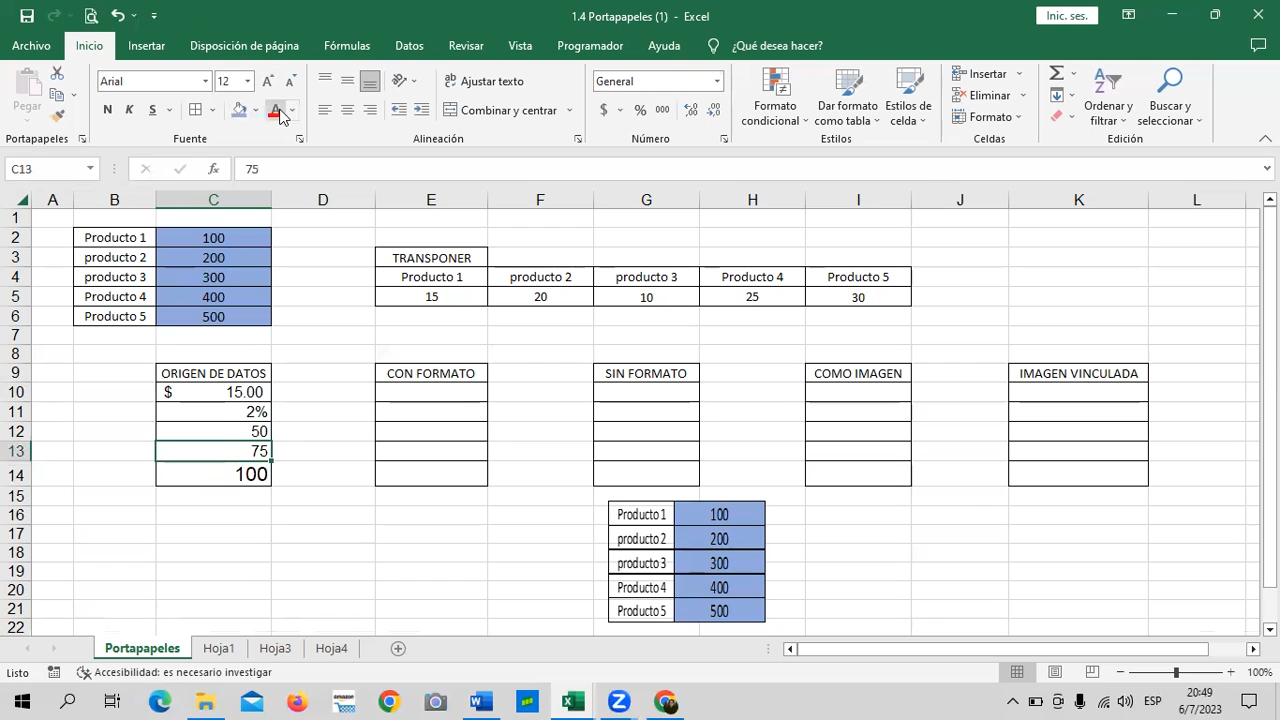 1.4 Portapapeles (1) - Excel
Inic. ses.
Archivo Inicio Insertar Disposición de página Fórmulas Datos Revisar Vista Programador Ayuda ¿Qué desea hacer?
Pegar
Arial 12
N K S
Ajustar texto
Combinar y centrar
General
$ % 000
Formato condicional
Dar formato como tabla
Estilos de celda
Insertar
Eliminar
Formato
Ordenar y filtrar
Buscar y seleccionar
Portapapeles Fuente Alineación Número Estilos Celdas Edición
C13 fx 75
A B C D E F G H I J K L
1
2 Producto 1 100
3 producto 2 200 TRANSPONER
4 producto 3 300 Producto 1 producto 2 producto 3 Producto 4 Producto 5
5 Producto 4 400 15 20 10 25 30
6 Producto 5 500
7
8
9 ORIGEN DE DATOS CON FORMATO SIN FORMATO COMO IMAGEN IMAGEN VINCULADA
10 $ 15.00
11 2%
12 50
13 75
14 100
15
16 Producto 1 100
17 producto 2 200
18 producto 3 300
19
20 Producto 4 400
21 Producto 5 500
22
Portapapeles Hoja1 Hoja3 Hoja4
Listo Accesibilidad: es necesario investigar 100%
ESP
20:49
6/7/2023